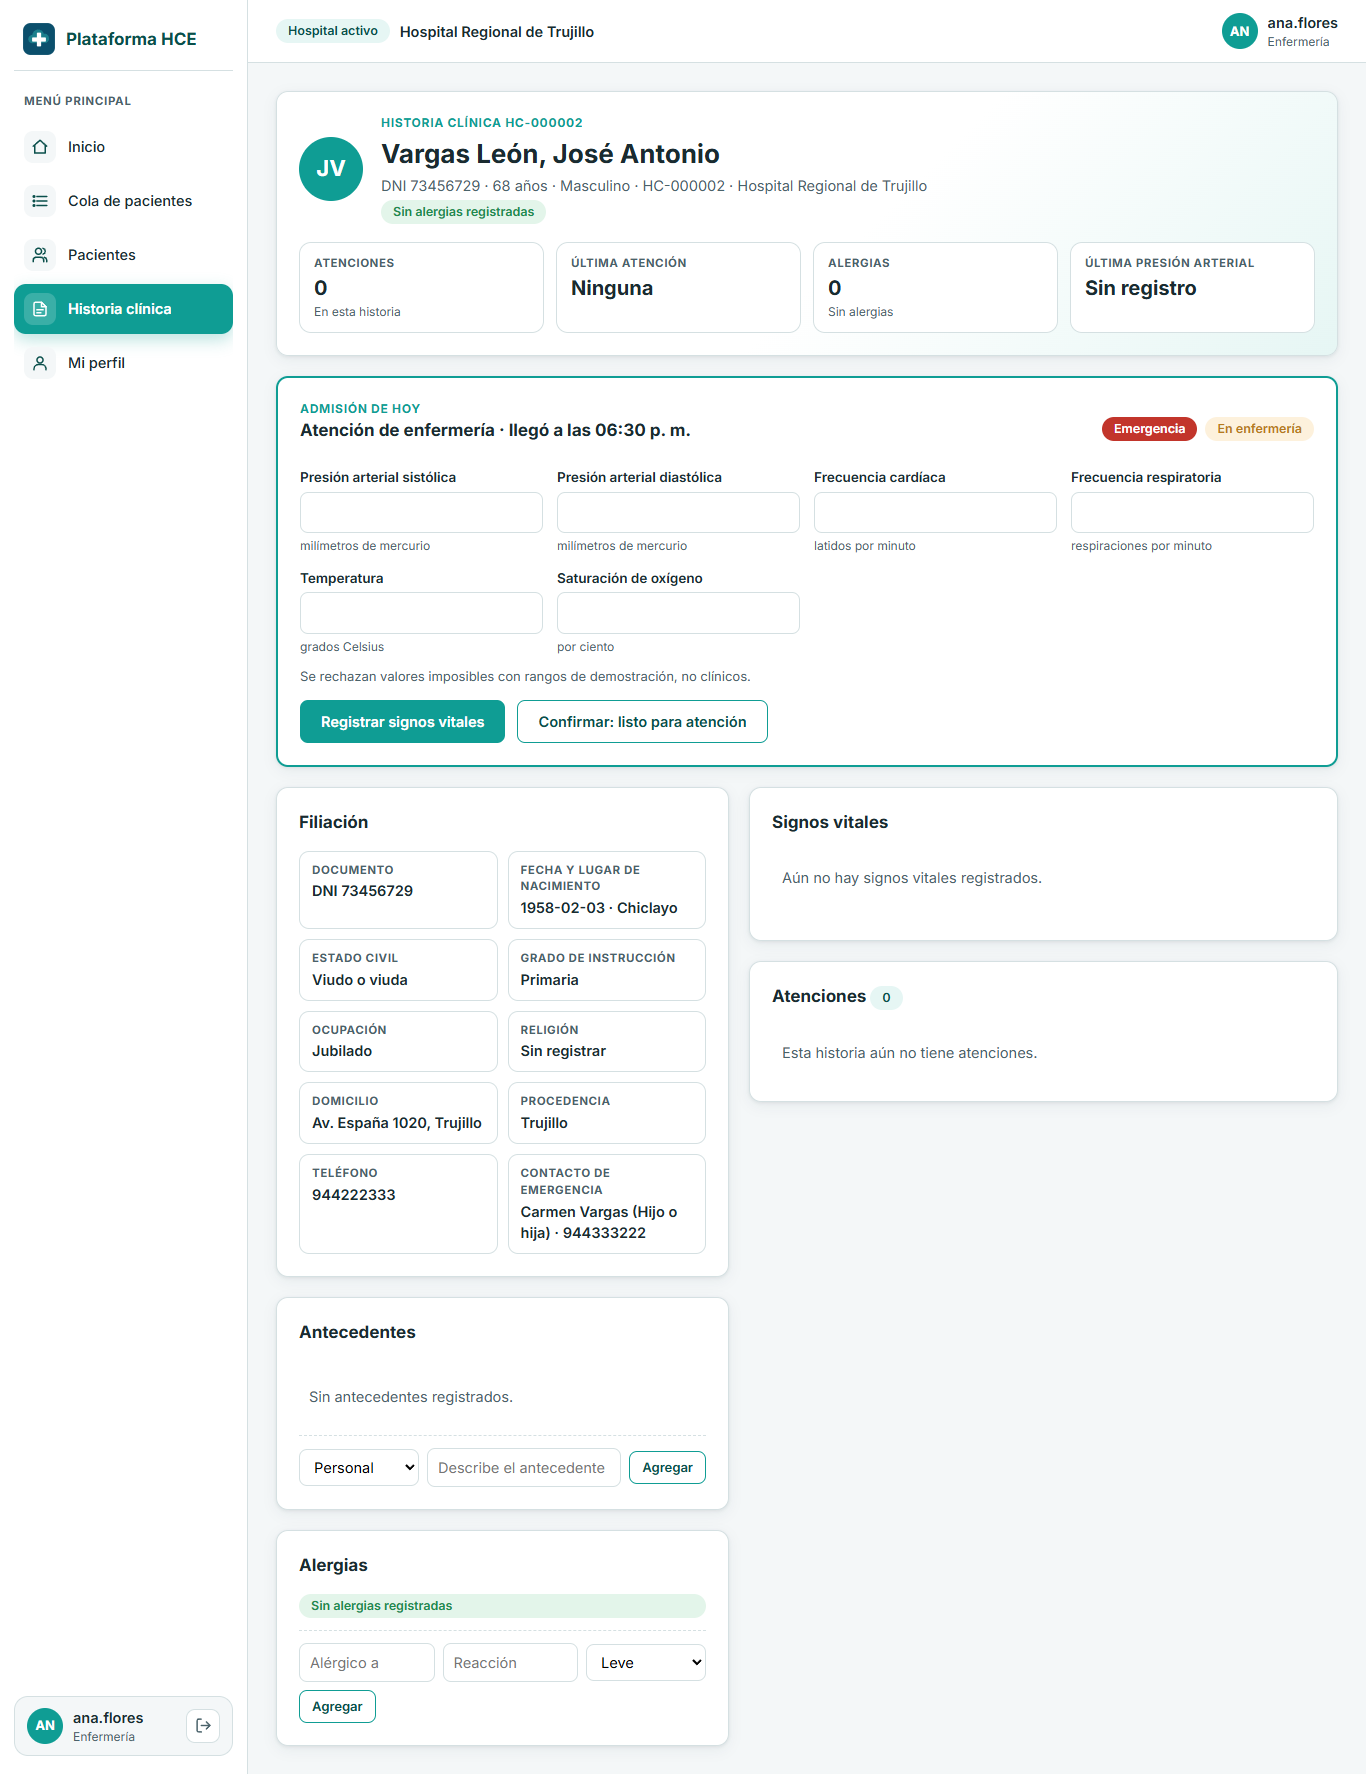 Plataforma HCE
MENÚ PRINCIPAL
Inicio
Cola de pacientes
Pacientes
Historia clínica
Mi perfil
AN
ana.flores
Enfermería
Hospital activo
Hospital Regional de Trujillo
AN
ana.flores
Enfermería
JV
HISTORIA CLÍNICA HC-000002
Vargas León, José Antonio
DNI 73456729 · 68 años · Masculino · HC-000002 · Hospital Regional de Trujillo
Sin alergias registradas
ATENCIONES
0
En esta historia
ÚLTIMA ATENCIÓN
Ninguna
ALERGIAS
0
Sin alergias
ÚLTIMA PRESIÓN ARTERIAL
Sin registro
ADMISIÓN DE HOY
Atención de enfermería · llegó a las 06:30 p. m.
Emergencia
En enfermería
Presión arterial sistólica
milímetros de mercurio
Presión arterial diastólica
milímetros de mercurio
Frecuencia cardíaca
latidos por minuto
Frecuencia respiratoria
respiraciones por minuto
Temperatura
grados Celsius
Saturación de oxígeno
por ciento
Se rechazan valores imposibles con rangos de demostración, no clínicos.
Registrar signos vitales
Confirmar: listo para atención
Filiación
DOCUMENTO
DNI 73456729
FECHA Y LUGAR DE
NACIMIENTO
1958-02-03 · Chiclayo
ESTADO CIVIL
Viudo o viuda
GRADO DE INSTRUCCIÓN
Primaria
OCUPACIÓN
Jubilado
RELIGIÓN
Sin registrar
DOMICILIO
Av. España 1020, Trujillo
PROCEDENCIA
Trujillo
TELÉFONO
944222333
CONTACTO DE
EMERGENCIA
Carmen Vargas (Hijo o
hija) · 944333222
Antecedentes
Sin antecedentes registrados.
Personal
Describe el antecedente
Agregar
Alergias
Sin alergias registradas
Alérgico a
Reacción
Leve
Agregar
Signos vitales
Aún no hay signos vitales registrados.
Atenciones 0
Esta historia aún no tiene atenciones.